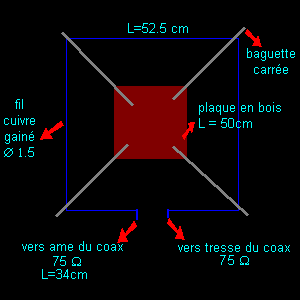 L=52.5 cm
baguette
carrée
fil
cuivre
gainé
Ø 1.5
plaque en bois
L = 50cm
vers ame du coax
75 Ω
L=34cm
vers tresse du coax
75 Ω